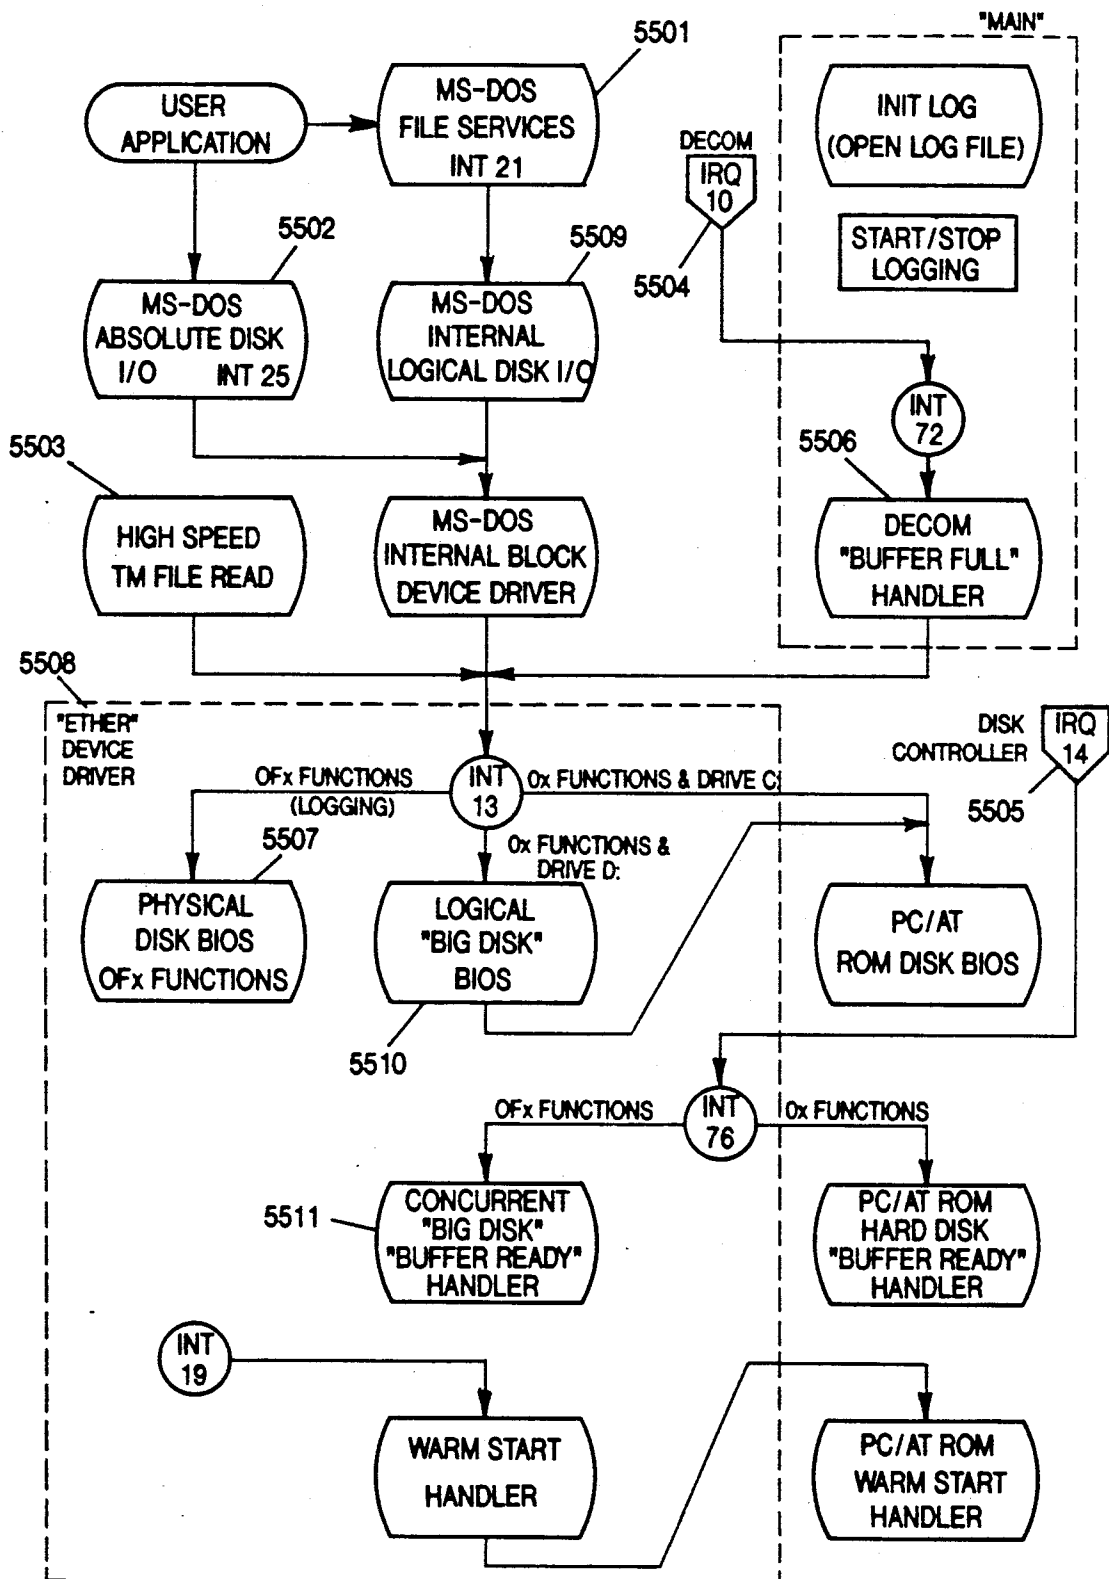 "MAIN"
5501
USER
APPLICATION
MS-DOS
FILE SERVICES
INT 21
INIT LOG
(OPEN LOG FILE)
DECOM
IRQ
10
5504
START/STOP
LOGGING
5502
MS-DOS
ABSOLUTE DISK
I/O INT 25
5509
MS-DOS
INTERNAL
LOGICAL DISK I/O
INT
72
5503
HIGH SPEED
TM FILE READ
MS-DOS
INTERNAL BLOCK
DEVICE DRIVER
5506
DECOM
"BUFFER FULL"
HANDLER
5508
"ETHER"
DEVICE
DRIVER
DISK
CONTROLLER
IRQ
14
5505
INT
13
OFx FUNCTIONS
(LOGGING)
0x FUNCTIONS & DRIVE C:
0x FUNCTIONS &
DRIVE D:
5507
PHYSICAL
DISK BIOS
OFx FUNCTIONS
LOGICAL
"BIG DISK"
BIOS
5510
PC/AT
ROM DISK BIOS
OFx FUNCTIONS
INT
76
0x FUNCTIONS
5511
CONCURRENT
"BIG DISK"
"BUFFER READY"
HANDLER
PC/AT ROM
HARD DISK
"BUFFER READY"
HANDLER
INT
19
WARM START
HANDLER
PC/AT ROM
WARM START
HANDLER